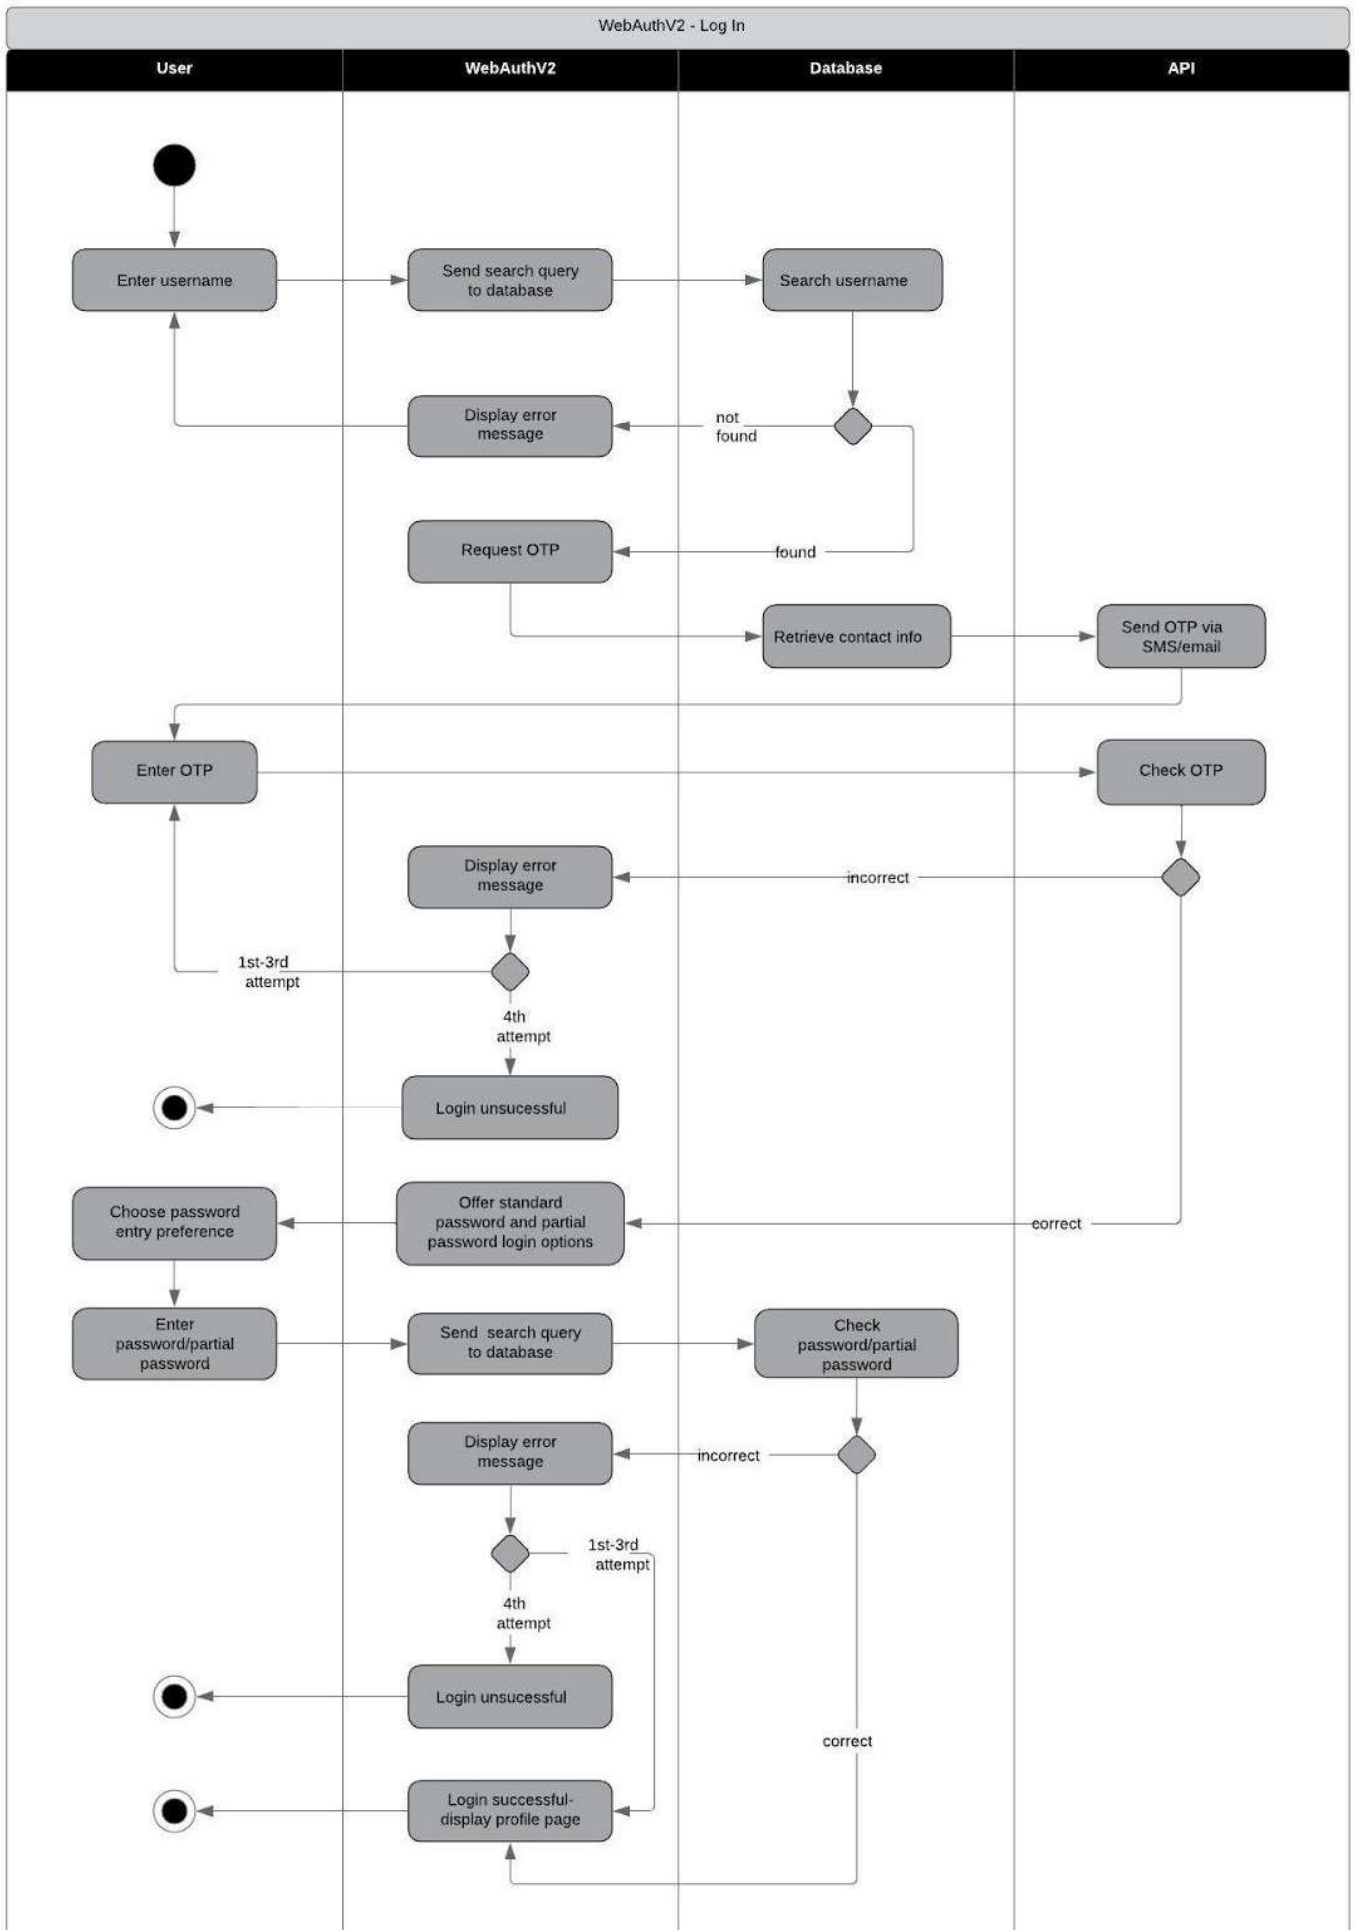 WebAuthV2 - Log In
User
WebAuthV2
Database
API
Enter username
Send search query
to database
Search username
Display error
message
not
found
Request OTP
found
Retrieve contact info
Send OTP via
SMS/email
Enter OTP
Check OTP
Display error
message
incorrect
1st-3rd
attempt
4th
attempt
Login unsucessful
Choose password
entry preference
Offer standard
password and partial
password login options
correct
Enter
password/partial
password
Send search query
to database
Check
password/partial
password
Display error
message
incorrect
1st-3rd
attempt
4th
attempt
Login unsucessful
correct
Login successful-
display profile page